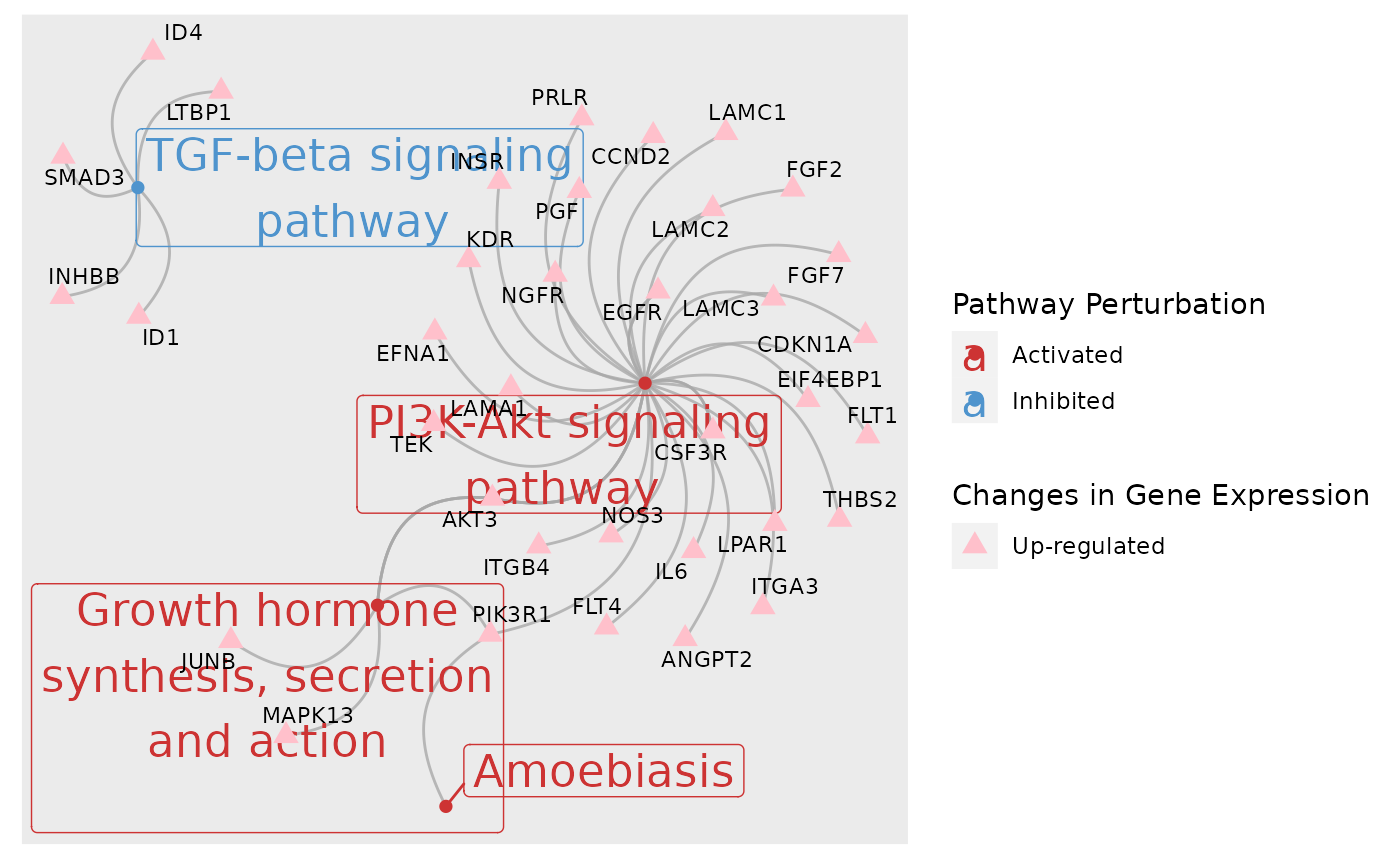 ID4
LTBP1
PRLR
LAMC1
TGF-beta signaling
pathway
INSR
CCND2
SMAD3
FGF2
PGF
LAMC2
KDR
INHBB
FGF7
NGFR
EGFR
LAMC3
ID1
CDKN1A
EFNA1
EIF4EBP1
LAMA1
FLT1
PI3K-Akt signaling
pathway
TEK
CSF3R
THBS2
AKT3
NOS3
LPAR1
ITGB4
IL6
ITGA3
Growth hormone
synthesis, secretion
and action
PIK3R1
FLT4
JUNB
ANGPT2
MAPK13
Amoebiasis
Pathway Perturbation
a Activated
a Inhibited
Changes in Gene Expression
Up-regulated